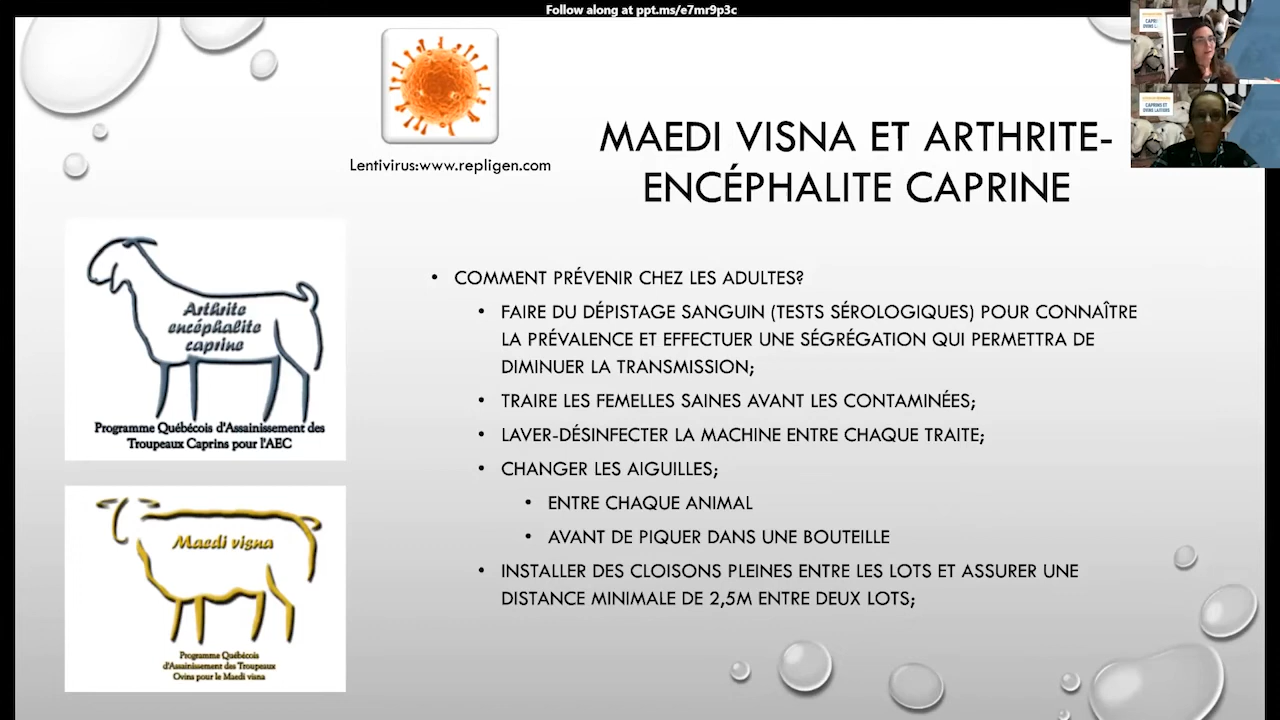 Follow along at ppt.ms/e7mr9p3c
Lentivirus:www.repligen.com
MAEDI VISNA ET ARTHRITE-
ENCÉPHALITE CAPRINE
Arthrite
encéphalite
caprine
Programme Québécois d'Assainissement des
Troupeaux Caprins pour l'AEC
Maedi visna
Programme Québécois
d'Assainissement des Troupeaux
Ovins pour le Maedi visna
• COMMENT PRÉVENIR CHEZ LES ADULTES?
• FAIRE DU DÉPISTAGE SANGUIN (TESTS SÉROLOGIQUES) POUR CONNAÎTRE
LA PRÉVALENCE ET EFFECTUER UNE SÉGRÉGATION QUI PERMETTRA DE
DIMINUER LA TRANSMISSION;
• TRAIRE LES FEMELLES SAINES AVANT LES CONTAMINÉES;
• LAVER-DÉSINFECTER LA MACHINE ENTRE CHAQUE TRAITE;
• CHANGER LES AIGUILLES;
• ENTRE CHAQUE ANIMAL
• AVANT DE PIQUER DANS UNE BOUTEILLE
• INSTALLER DES CLOISONS PLEINES ENTRE LES LOTS ET ASSURER UNE
DISTANCE MINIMALE DE 2,5M ENTRE DEUX LOTS;
CAPRINS ET